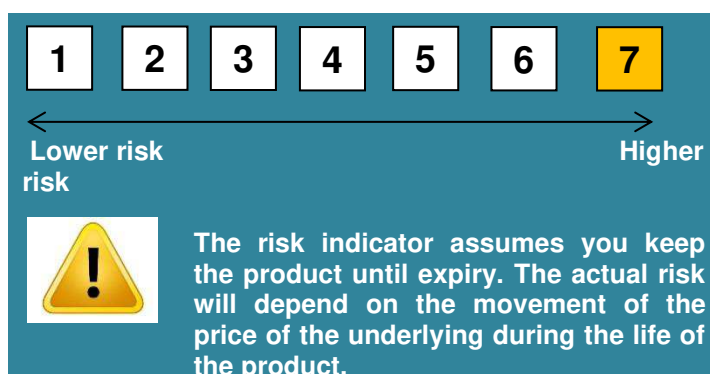 1 2 3 4 5 6 7
Lower risk Higher
risk
!
The risk indicator assumes you keep
the product until expiry. The actual risk
will depend on the movement of the
price of the underlying during the life of
the product.